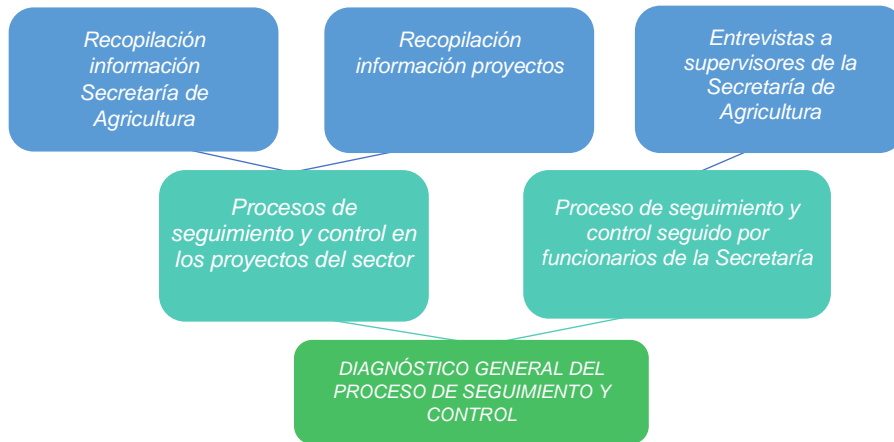 Recopilación
información
Secretaría de
Agricultura
Recopilación
información proyectos
Entrevistas a
supervisores de la
Secretaría de
Agricultura
Procesos de
seguimiento y control en
los proyectos del sector
Proceso de seguimiento y
control seguido por
funcionarios de la Secretaría
DIAGNÓSTICO GENERAL DEL
PROCESO DE SEGUIMIENTO Y
CONTROL